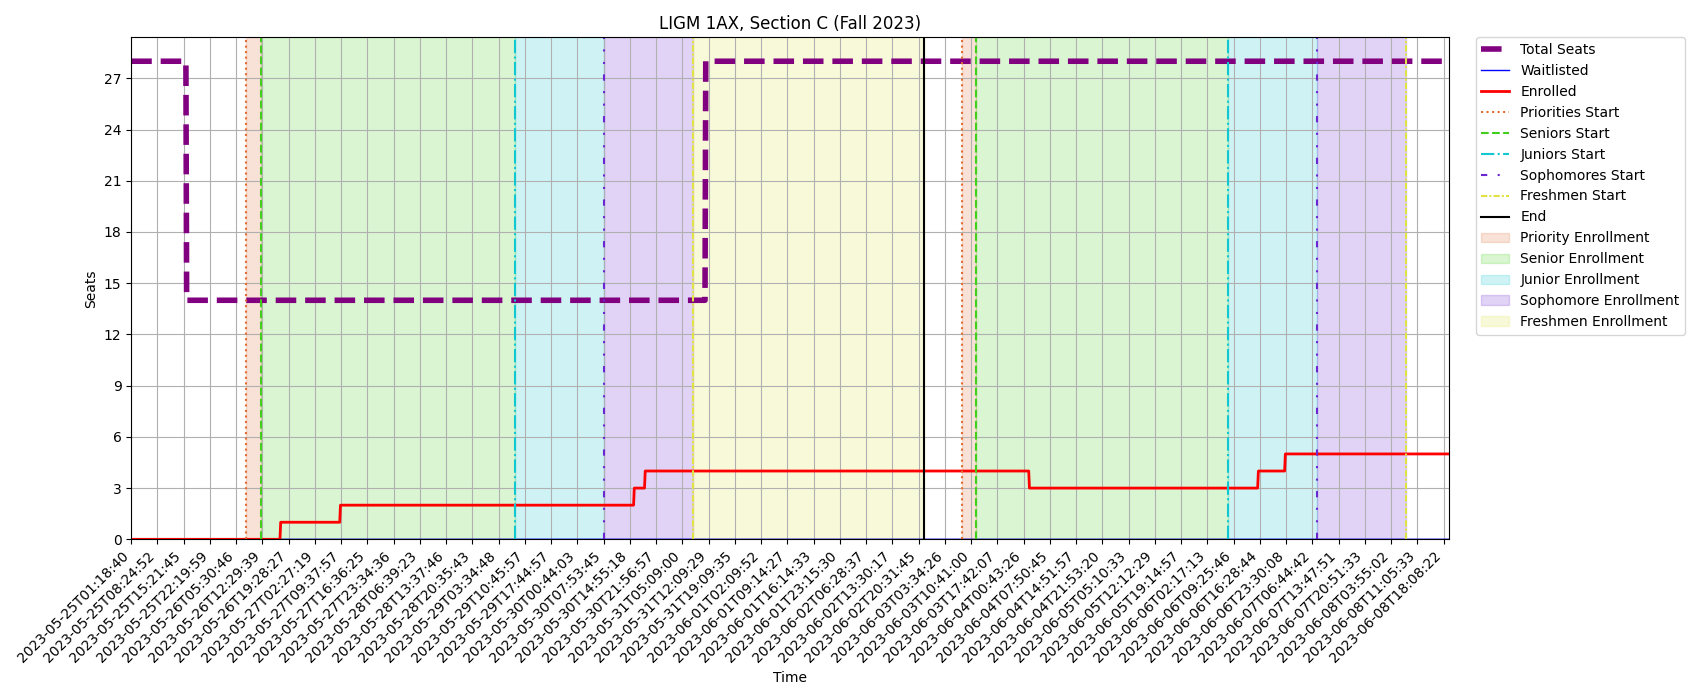 LIGM 1AX, Section C (Fall 2023)
Total Seats
Waitlisted
Enrolled
Priorities Start
Seniors Start
Juniors Start
Sophomores Start
Freshmen Start
End
Priority Enrollment
Senior Enrollment
Junior Enrollment
Sophomore Enrollment
Freshmen Enrollment
Seats
27
24
21
18
15
12
9
6
3
0
2023-05-25T01:18:40
2023-05-25T08:24:52
2023-05-25T15:21:45
2023-05-25T22:19:59
2023-05-26T05:30:46
2023-05-26T12:29:39
2023-05-26T19:28:27
2023-05-27T02:27:19
2023-05-27T09:37:57
2023-05-27T16:36:25
2023-05-27T23:34:36
2023-05-28T06:39:23
2023-05-28T13:37:46
2023-05-28T20:35:43
2023-05-29T03:34:48
2023-05-29T10:45:57
2023-05-29T17:44:57
2023-05-30T00:44:03
2023-05-30T07:53:45
2023-05-30T14:55:18
2023-05-30T21:56:57
2023-05-31T05:09:00
2023-05-31T12:09:29
2023-05-31T19:09:35
2023-06-01T02:09:52
2023-06-01T09:14:27
2023-06-01T16:14:33
2023-06-01T23:15:30
2023-06-02T06:28:37
2023-06-02T13:30:17
2023-06-02T20:31:45
2023-06-03T03:34:26
2023-06-03T10:41:00
2023-06-03T17:42:07
2023-06-04T00:43:26
2023-06-04T07:50:45
2023-06-04T14:51:57
2023-06-04T21:53:20
2023-06-05T05:10:33
2023-06-05T12:12:29
2023-06-05T19:14:57
2023-06-06T02:17:13
2023-06-06T09:25:46
2023-06-06T16:28:44
2023-06-06T23:30:08
2023-06-07T06:44:42
2023-06-07T13:47:51
2023-06-07T20:51:33
2023-06-08T03:55:02
2023-06-08T11:05:33
2023-06-08T18:08:22
Time